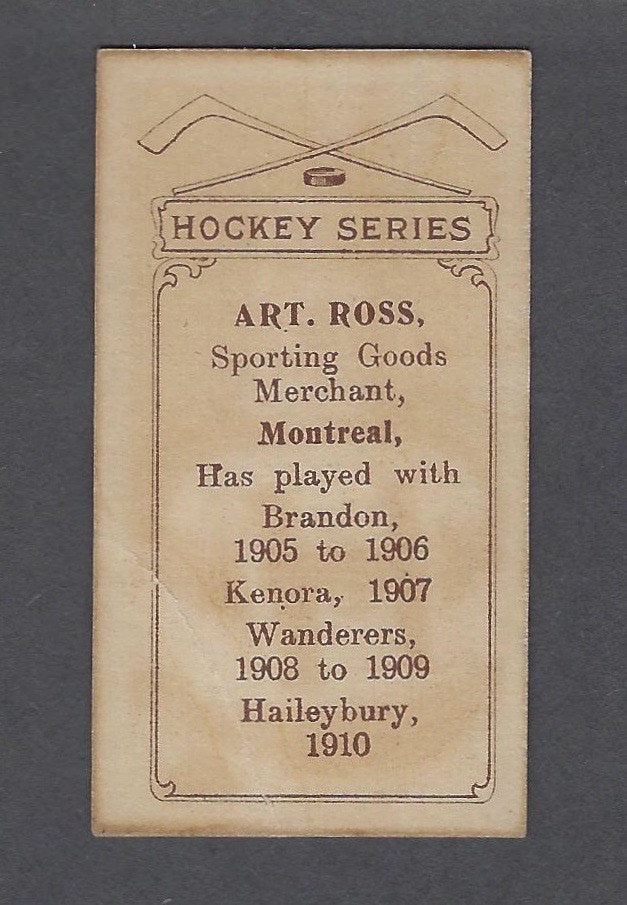 HOCKEY SERIES
ART. ROSS,
Sporting Goods
Merchant,
Montreal,
Has played with
Brandon,
1905 to 1906
Kenora, 1907
Wanderers,
1908 to 1909
Haileybury,
1910